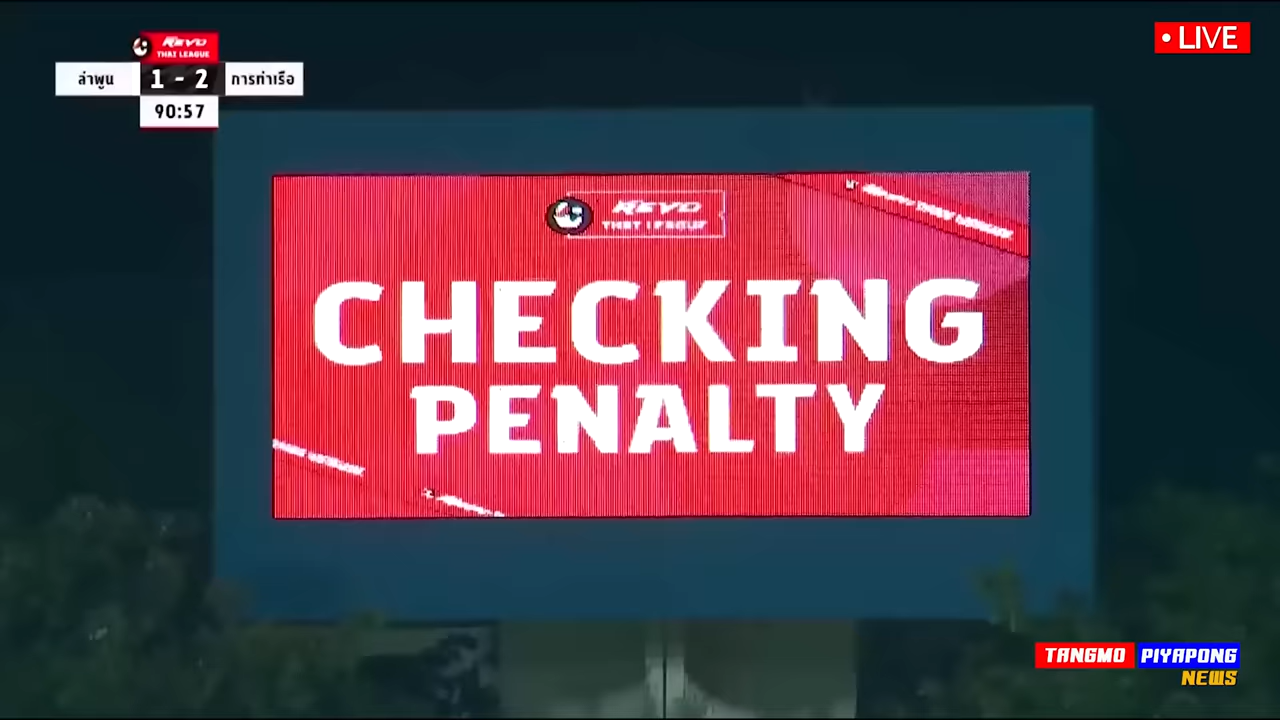 REVO
THAI LEAGUE
ลำพูน 1 - 2 การท่าเรือ
90:57
• LIVE
REVO
THAI LEAGUE
CHECKING
PENALTY
TANGMO PIYAPONG
NEWS